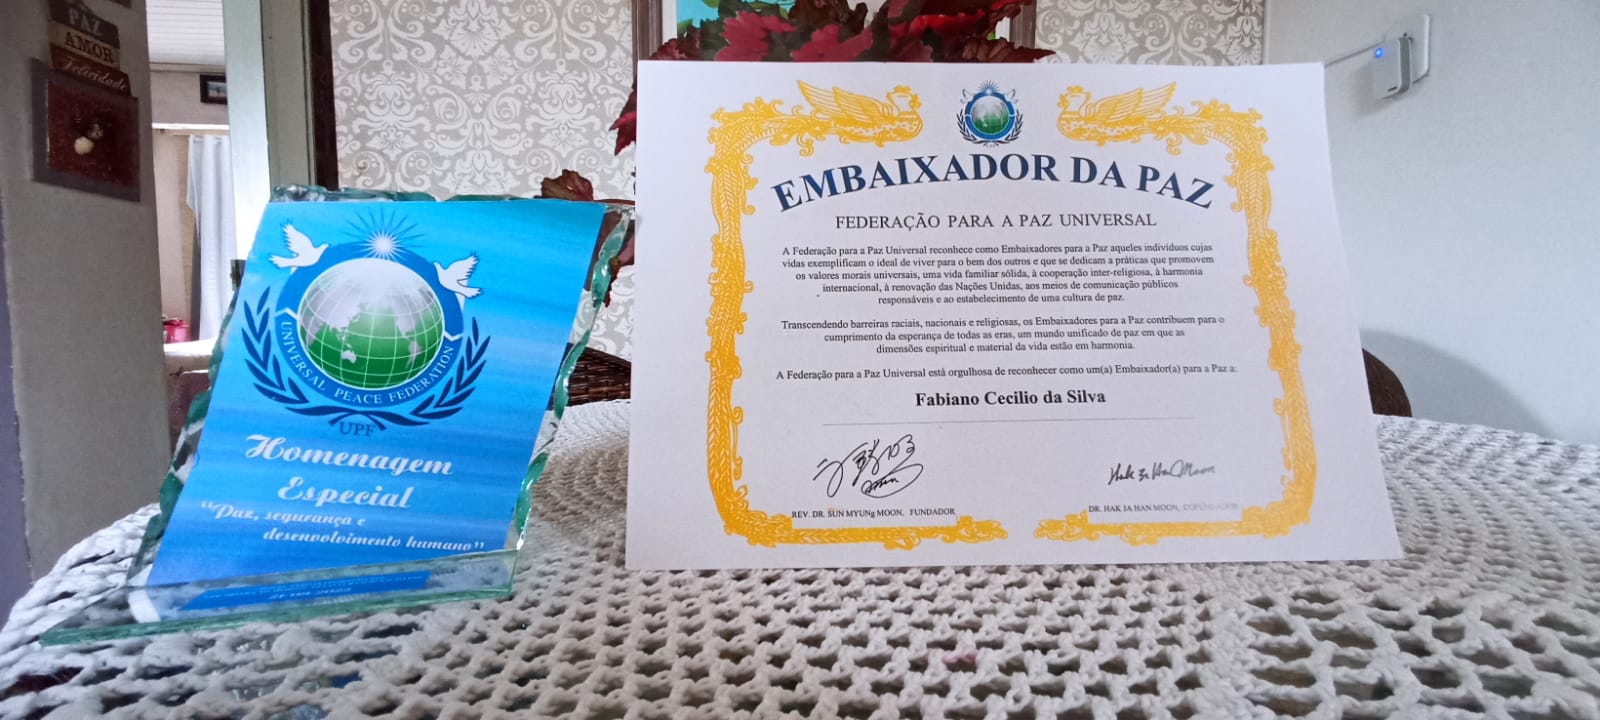 PAZ
AMOR
Felicidade
UNIVERSAL PEACE FEDERATION
UPF
Homenagem
Especial
"Paz, segurança e
desenvolvimento humano"
EMBAIXADOR DA PAZ
FEDERAÇÃO PARA A PAZ UNIVERSAL
A Federação para a Paz Universal reconhece como Embaixadores para a Paz aqueles indivíduos cujas
vidas exemplificam o ideal de viver para o bem dos outros e que se dedicam a práticas que promovem
os valores morais universais, uma vida familiar sólida, à cooperação inter-religiosa, à harmonia
internacional, à renovação das Nações Unidas, aos meios de comunicação públicos
responsáveis e ao estabelecimento de uma cultura de paz.
Transcendendo barreiras raciais, nacionais e religiosas, os Embaixadores para a Paz contribuem para o
cumprimento da esperança de todas as eras, um mundo unificado de paz em que as
dimensões espiritual e material da vida estão em harmonia.
A Federação para a Paz Universal está orgulhosa de reconhecer como um(a) Embaixador(a) para a Paz a:
Fabiano Cecilio da Silva
Hak Ja Han Moon
REV. DR. SUN MYUNg MOON, FUNDADOR
DR. HAK JA HAN MOON, COFUNDADOR